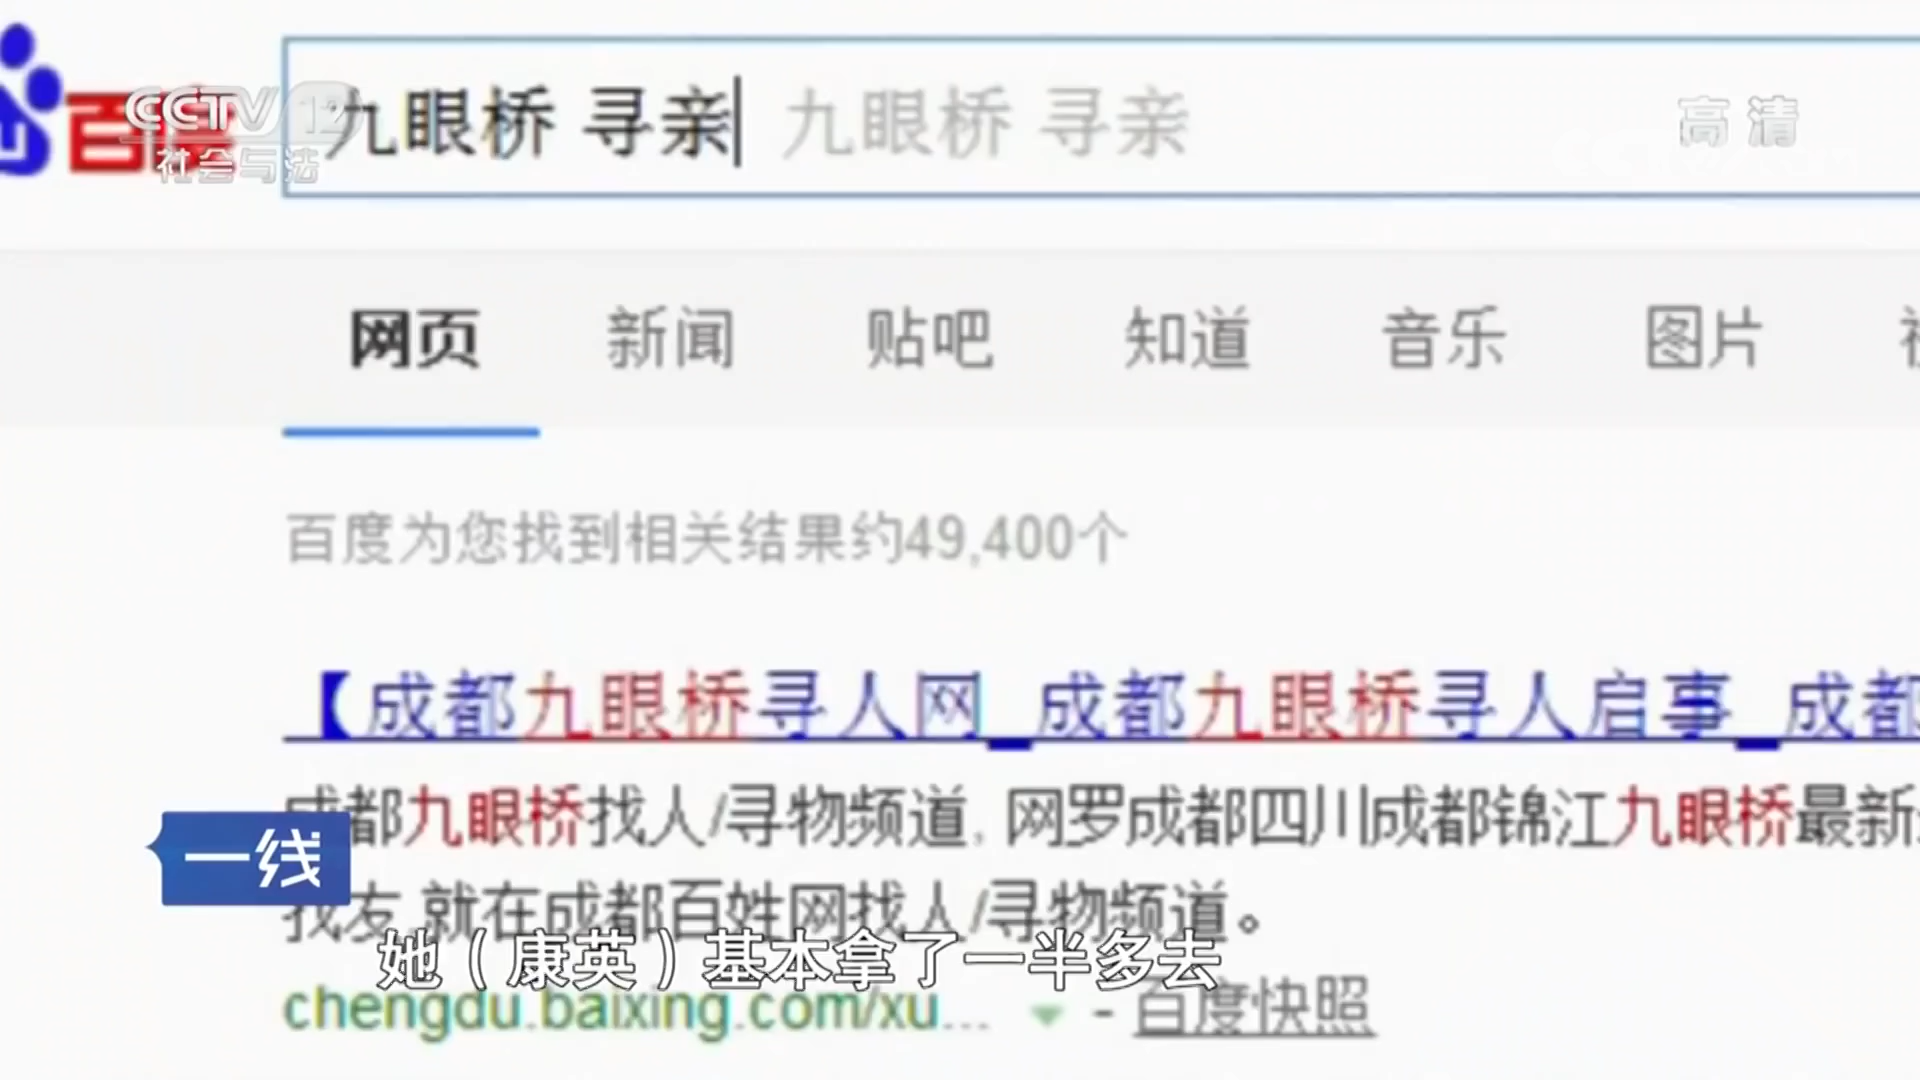 百度
CCTV 12
社会与法
九眼桥 寻亲
九眼桥 寻亲
高清
网页 新闻 贴吧 知道 音乐 图片
百度为您找到相关结果约49,400个
【成都九眼桥寻人网_成都九眼桥寻人启事_成都
成都九眼桥找人/寻物频道,网罗成都四川成都锦江九眼桥最新
找友,就在成都百姓网找人/寻物频道。
一线
她（康英）基本拿了一半多去
chengdu.baixing.com/xu... - 百度快照